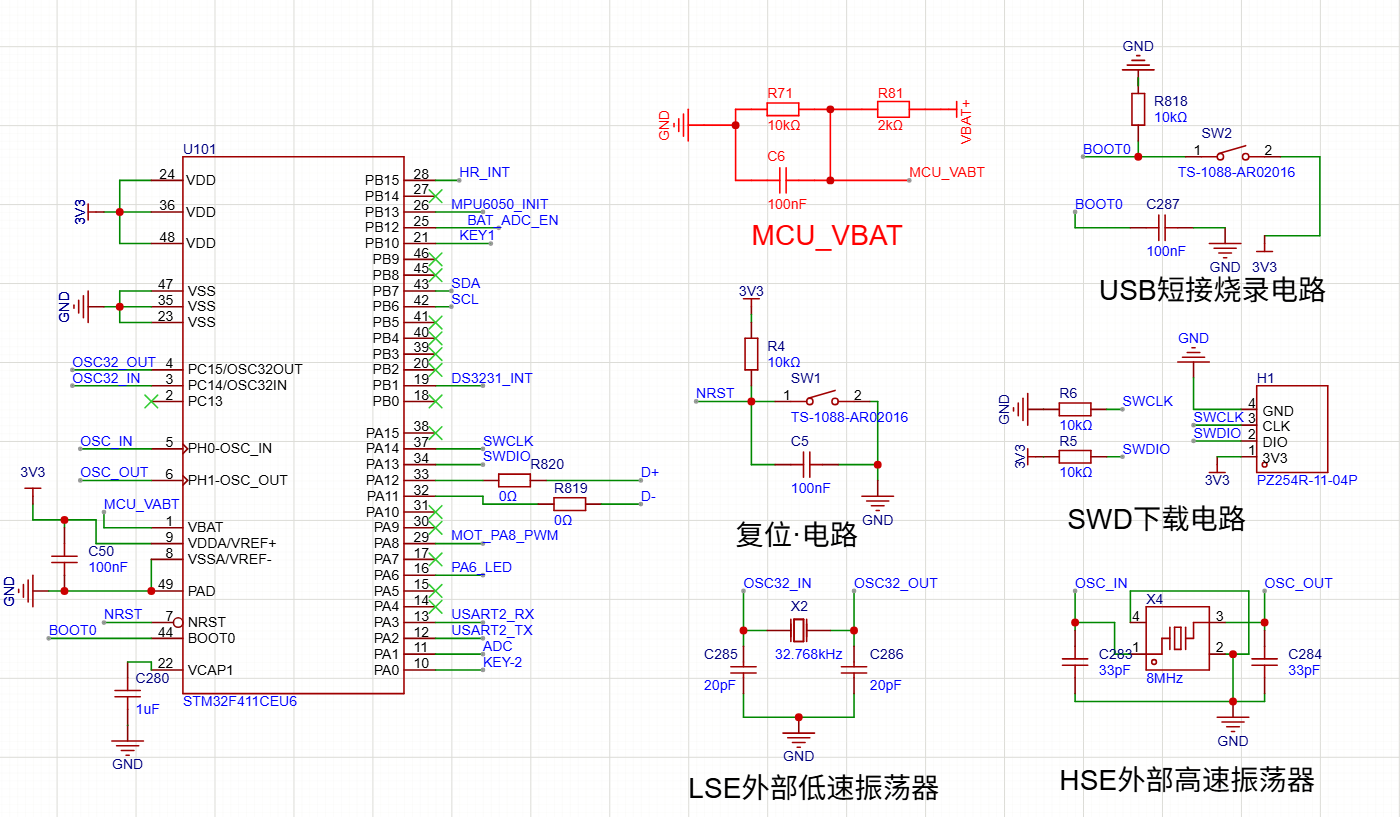 U101
24 VDD
36 VDD
48 VDD
3V3
47 VSS
35 VSS
23 VSS
GND
OSC32_OUT 4 PC15/OSC32OUT
OSC32_IN 3 PC14/OSC32IN
2 PC13
OSC_IN 5 PH0-OSC_IN
OSC_OUT 6 PH1-OSC_OUT
3V3
MCU_VABT
1 VBAT
9 VDDA/VREF+
8 VSSA/VREF-
C50
100nF
GND
49 PAD
NRST 7 NRST
BOOT0 44 BOOT0
22 VCAP1
C280
1uF
GND
STM32F411CEU6
PB15 28 HR_INT
PB14 27
PB13 26 MPU6050_INIT
PB12 25 BAT_ADC_EN
PB10 21 KEY1
PB9 46
PB8 45
PB7 43 SDA
PB6 42 SCL
PB5 41
PB4 40
PB3 39
PB2 20
PB1 19 DS3231_INT
PB0 18
PA15 38
PA14 37 SWCLK
PA13 34 SWDIO
PA12 33 R820 0Ω D+
PA11 32 R819 0Ω D-
PA10 31
PA9 30
PA8 29 MOT_PA8_PWM
PA7 17
PA6 16 PA6_LED
PA5 15
PA4 14
PA3 13 USART2_RX
PA2 12 USART2_TX
PA1 11 ADC
PA0 10 KEY-2
R71
10kΩ
R81
2kΩ
GND
VBAT+
C6
100nF
MCU_VABT
MCU_VBAT
GND
R818
10kΩ
SW2
BOOT0 1 2
TS-1088-AR02016
BOOT0 C287
100nF
GND 3V3
USB短接烧录电路
3V3
R4
10kΩ
SW1
NRST 1 2
TS-1088-AR02016
C5
100nF
GND
复位·电路
GND
H1
R6
10kΩ
GND SWCLK
R5
10kΩ
3V3 SWDIO
4 GND
SWCLK 3 CLK
SWDIO 2 DIO
1 3V3
3V3
PZ254R-11-04P
SWD下载电路
OSC32_IN OSC32_OUT
X2
32.768kHz
C285
20pF
C286
20pF
GND
LSE外部低速振荡器
OSC_IN OSC_OUT
X4
4 3
1 2
C283
33pF
8MHz
C284
33pF
GND
HSE外部高速振荡器